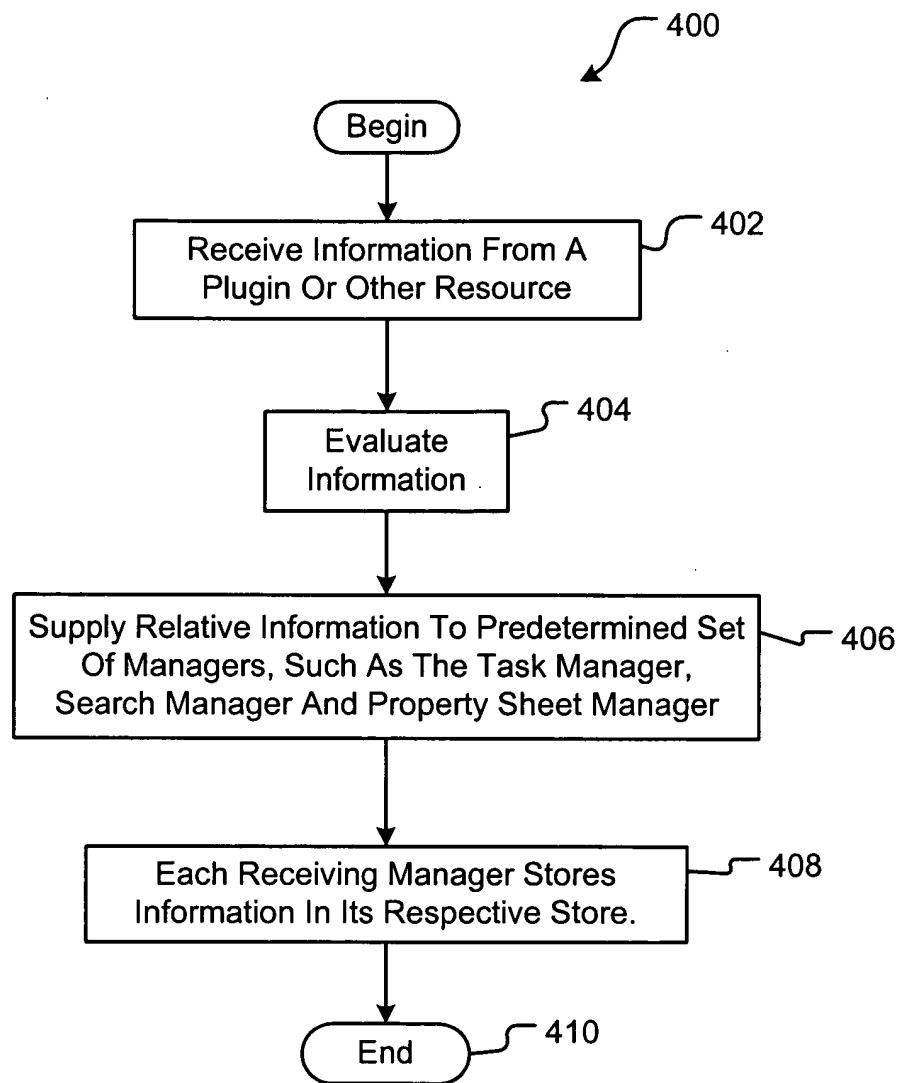 400
Begin
Receive Information From A
Plugin Or Other Resource
402
Evaluate
Information
404
Supply Relative Information To Predetermined Set
Of Managers, Such As The Task Manager,
Search Manager And Property Sheet Manager
406
Each Receiving Manager Stores
Information In Its Respective Store.
408
End
410